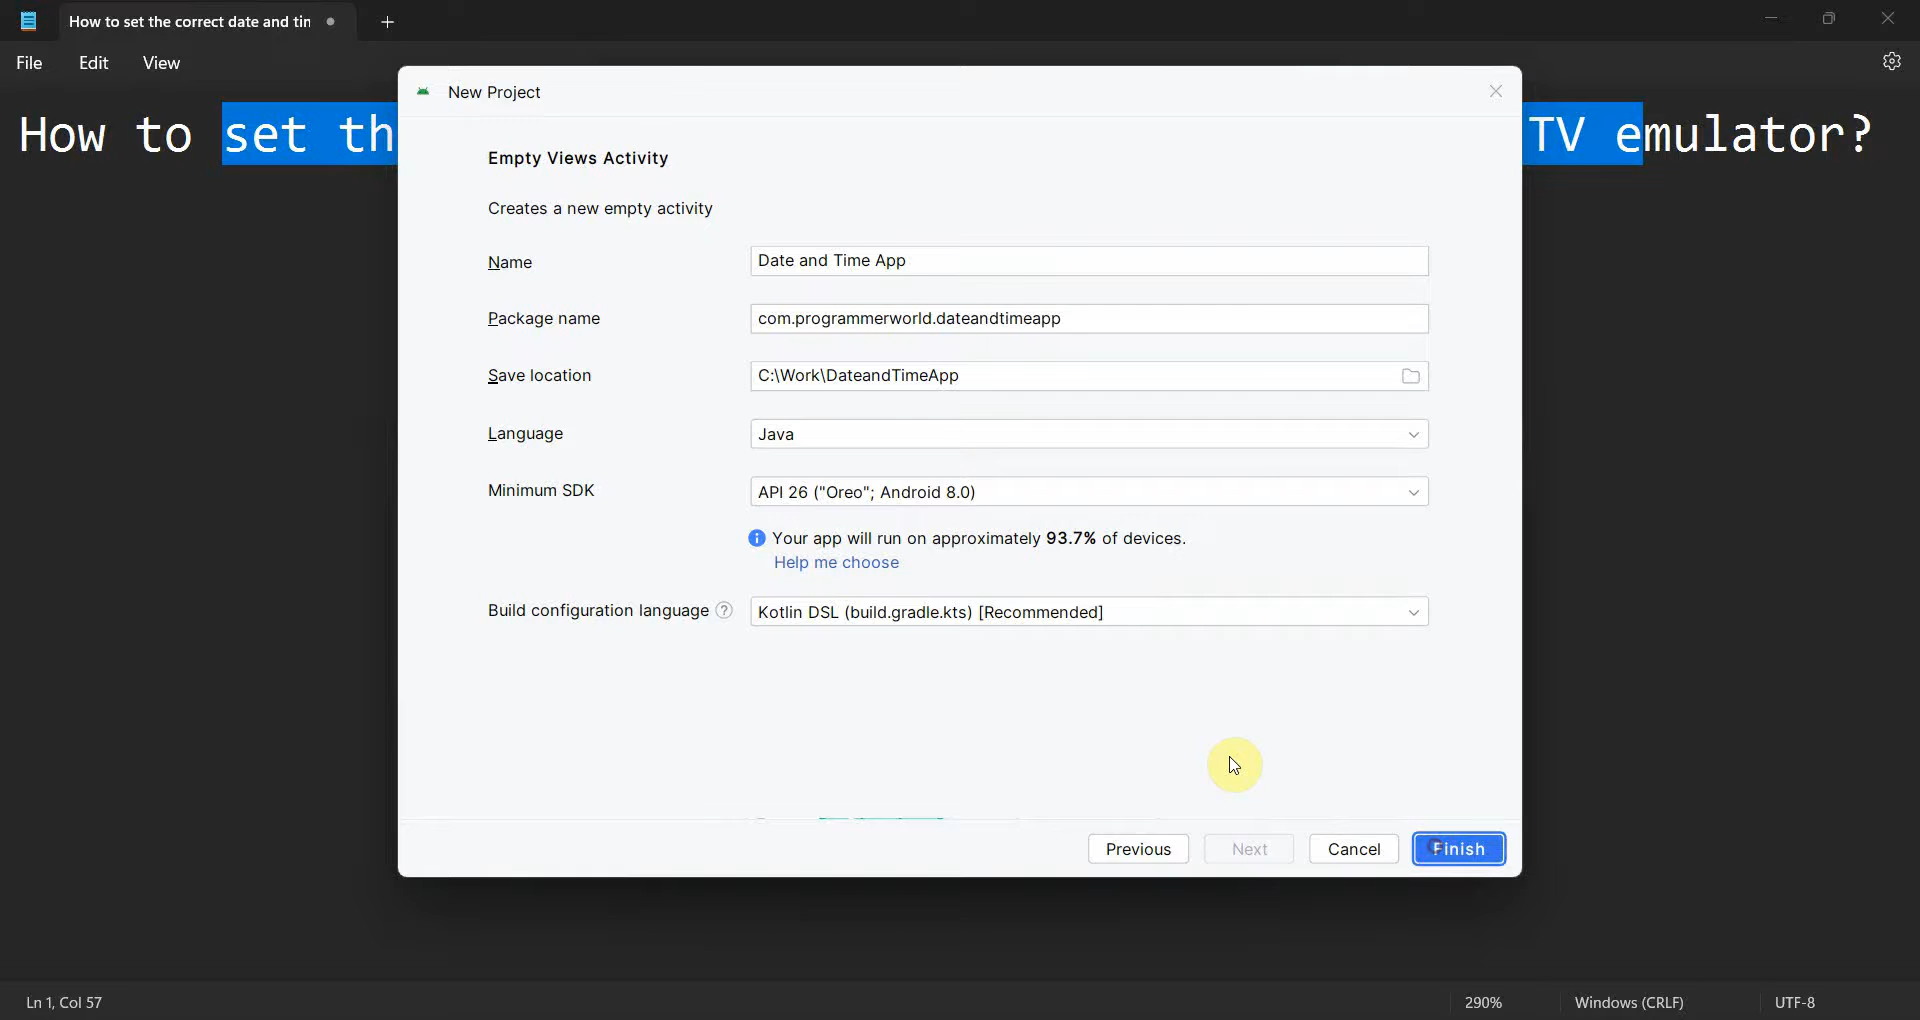 How to set the correct date and tin
File Edit View
How to set th TV emulator?
New Project
Empty Views Activity
Creates a new empty activity
Name Date and Time App
Package name com.programmerworld.dateandtimeapp
Save location C:\Work\DateandTimeApp
Language Java
Minimum SDK API 26 ("Oreo"; Android 8.0)
Your app will run on approximately 93.7% of devices.
Help me choose
Build configuration language ? Kotlin DSL (build.gradle.kts) [Recommended]
Previous Next Cancel Finish
Ln 1, Col 57 290% Windows (CRLF) UTF-8